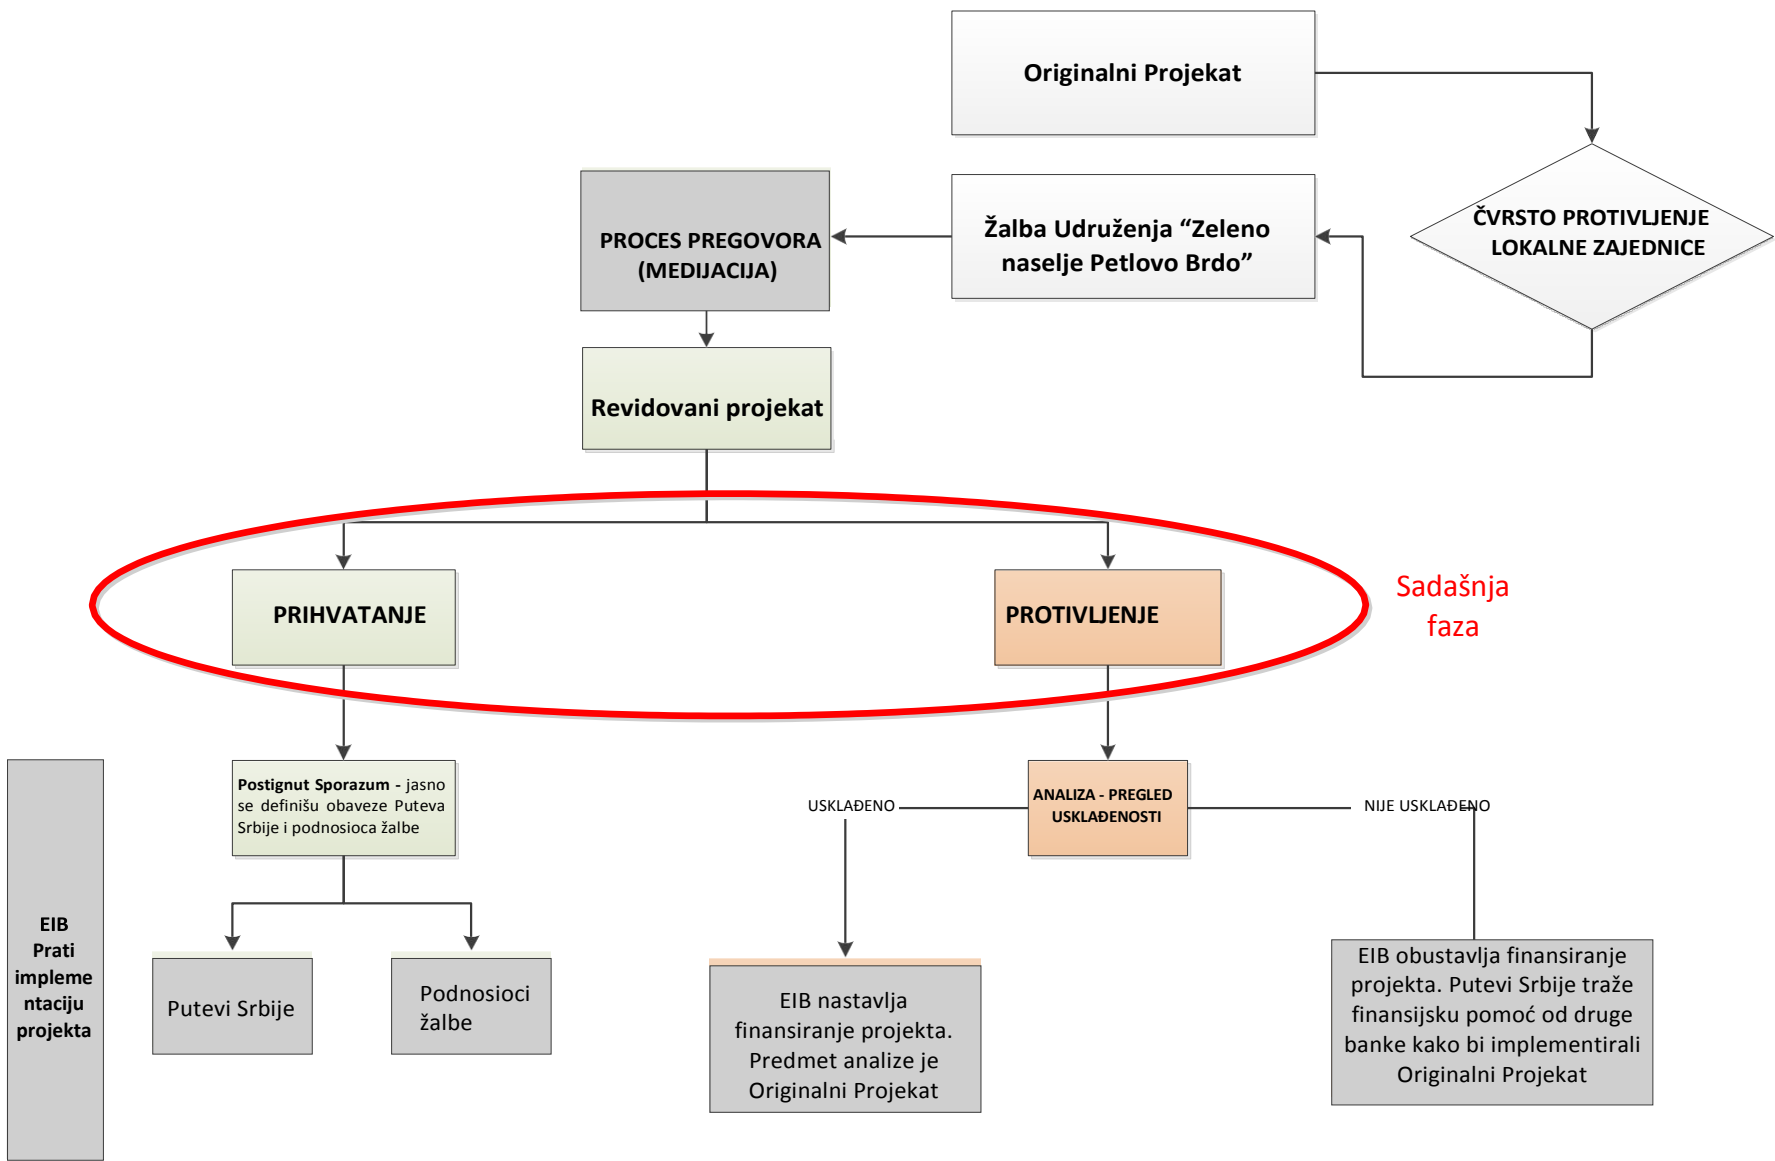 Originalni Projekat
ČVRSTO PROTIVLJENJE
LOKALNE ZAJEDNICE
Žalba Udruženja “Zeleno
naselje Petlovo Brdo”
PROCES PREGOVORA
(MEDIJACIJA)
Revidovani projekat
PRIHVATANJE
PROTIVLJENJE
Sadašnja
faza
Postignut Sporazum - jasno
se definišu obaveze Puteva
Srbije i podnosioca žalbe
USKLAĐENO
ANALIZA - PREGLED
USKLAĐENOSTI
NIJE USKLAĐENO
EIB
Prati
impleme
ntaciju
projekta
Putevi Srbije
Podnosioci
žalbe
EIB nastavlja
finansiranje projekta.
Predmet analize je
Originalni Projekat
EIB obustavlja finansiranje
projekta. Putevi Srbije traže
finansijsku pomoć od druge
banke kako bi implementirali
Originalni Projekat